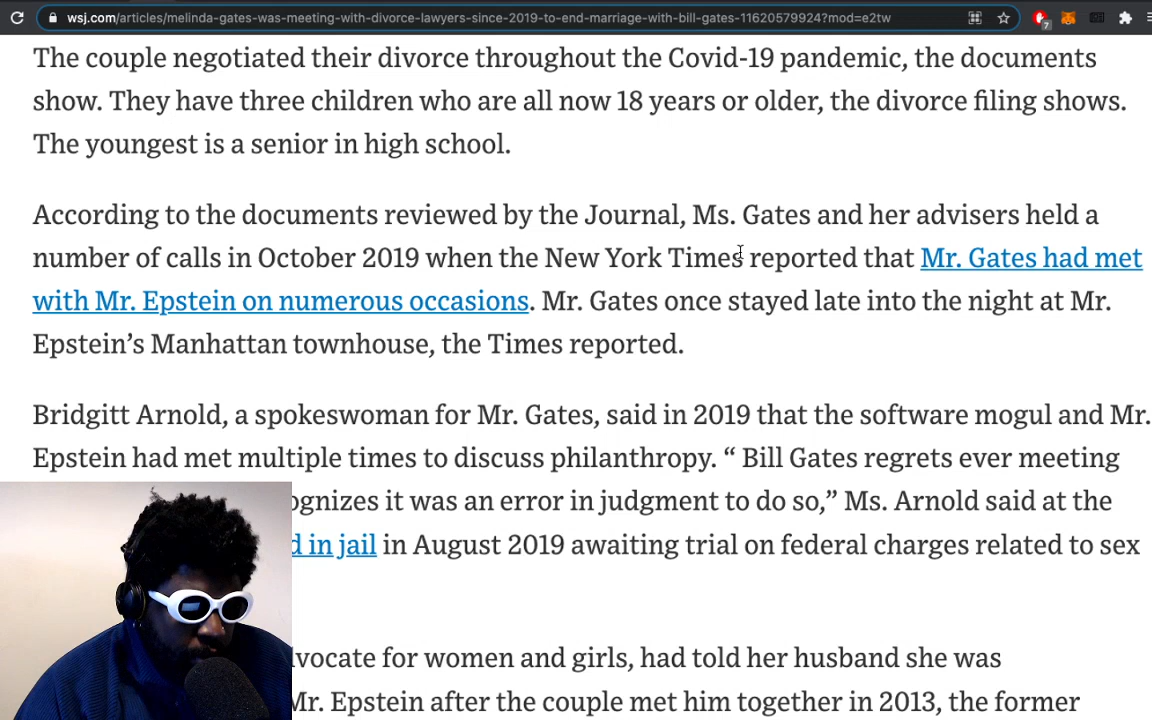 wsj.com/articles/melinda-gates-was-meeting-with-divorce-lawyers-since-2019-to-end-marriage-with-bill-gates-11620579924?mod=e2tw
7
The couple negotiated their divorce throughout the Covid-19 pandemic, the documents
show. They have three children who are all now 18 years or older, the divorce filing shows.
The youngest is a senior in high school.
According to the documents reviewed by the Journal, Ms. Gates and her advisers held a
number of calls in October 2019 when the New York Times reported that Mr. Gates had met
with Mr. Epstein on numerous occasions. Mr. Gates once stayed late into the night at Mr.
Epstein’s Manhattan townhouse, the Times reported.
Bridgitt Arnold, a spokeswoman for Mr. Gates, said in 2019 that the software mogul and Mr.
Epstein had met multiple times to discuss philanthropy. “ Bill Gates regrets ever meeting
ognizes it was an error in judgment to do so,” Ms. Arnold said at the
d in jail in August 2019 awaiting trial on federal charges related to sex
vocate for women and girls, had told her husband she was
Mr. Epstein after the couple met him together in 2013, the former